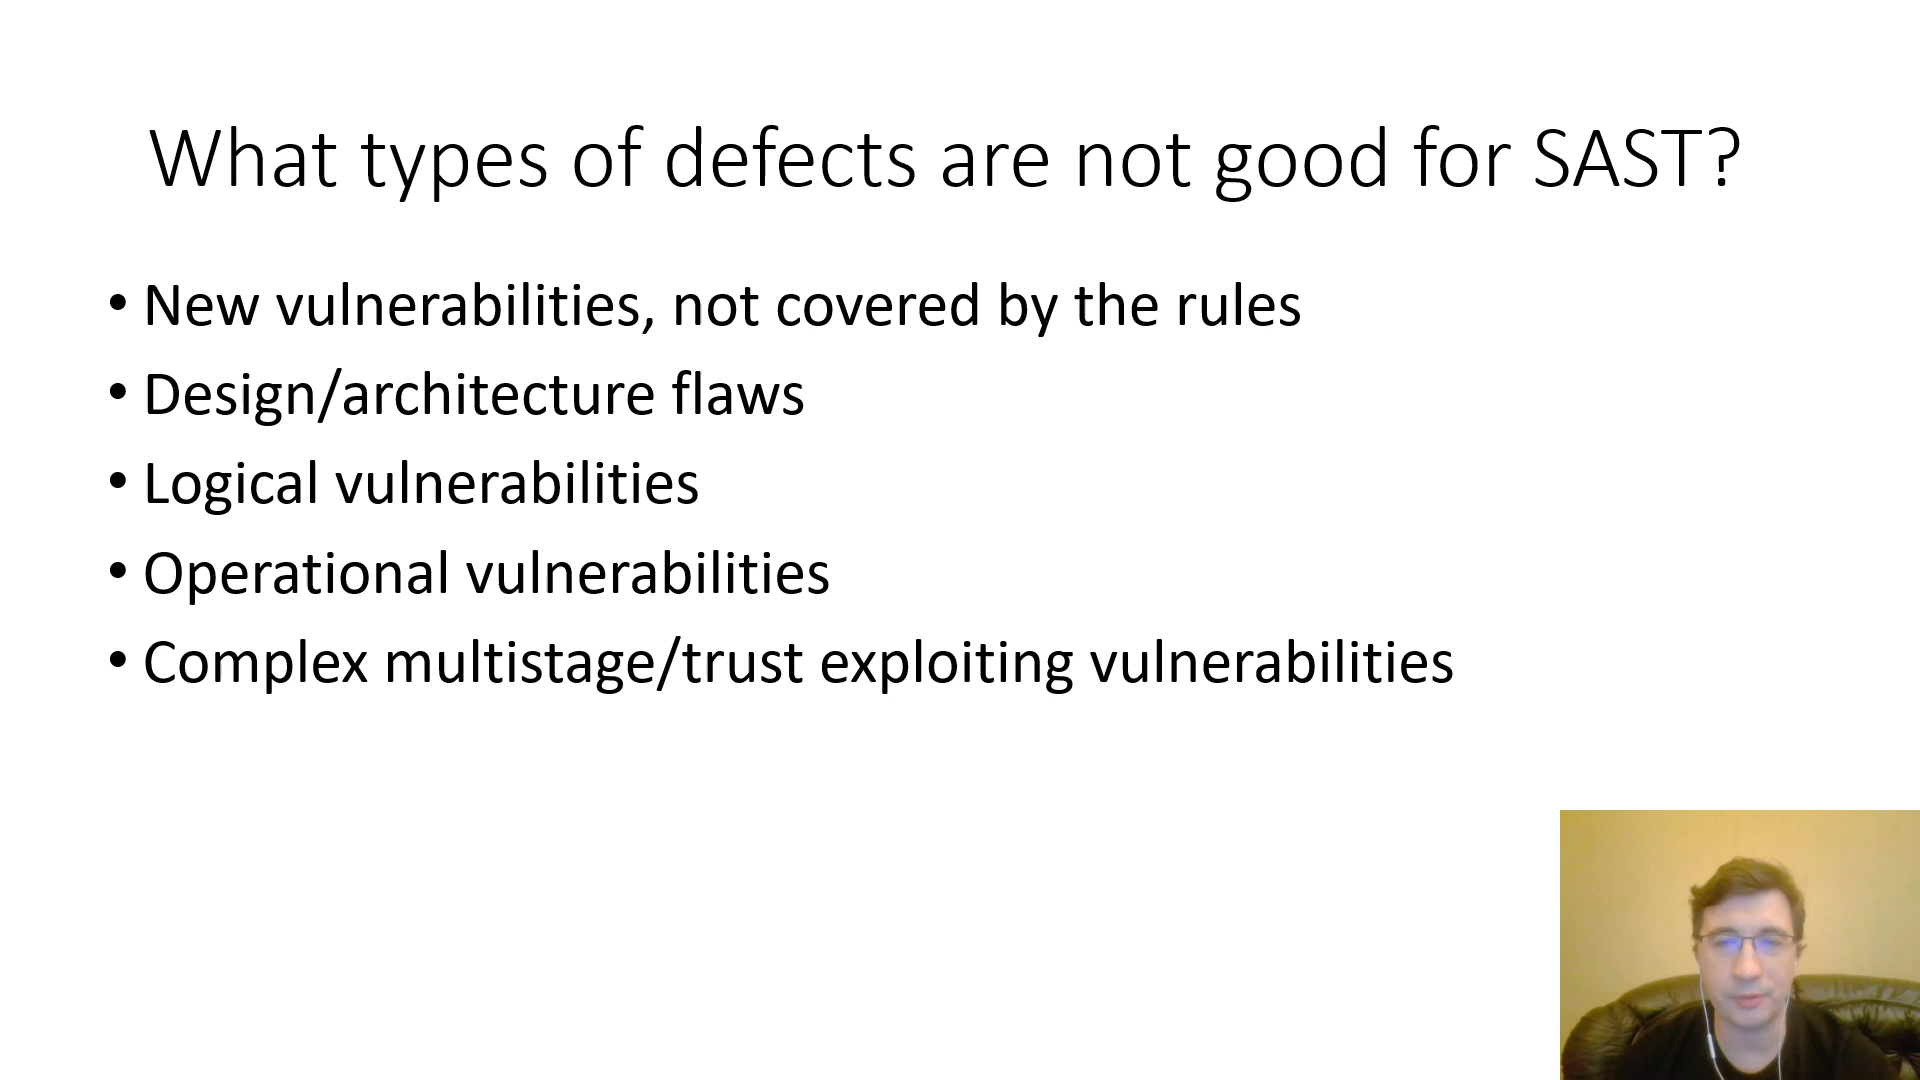 What types of defects are not good for SAST?
• New vulnerabilities, not covered by the rules
• Design/architecture flaws
• Logical vulnerabilities
• Operational vulnerabilities
• Complex multistage/trust exploiting vulnerabilities